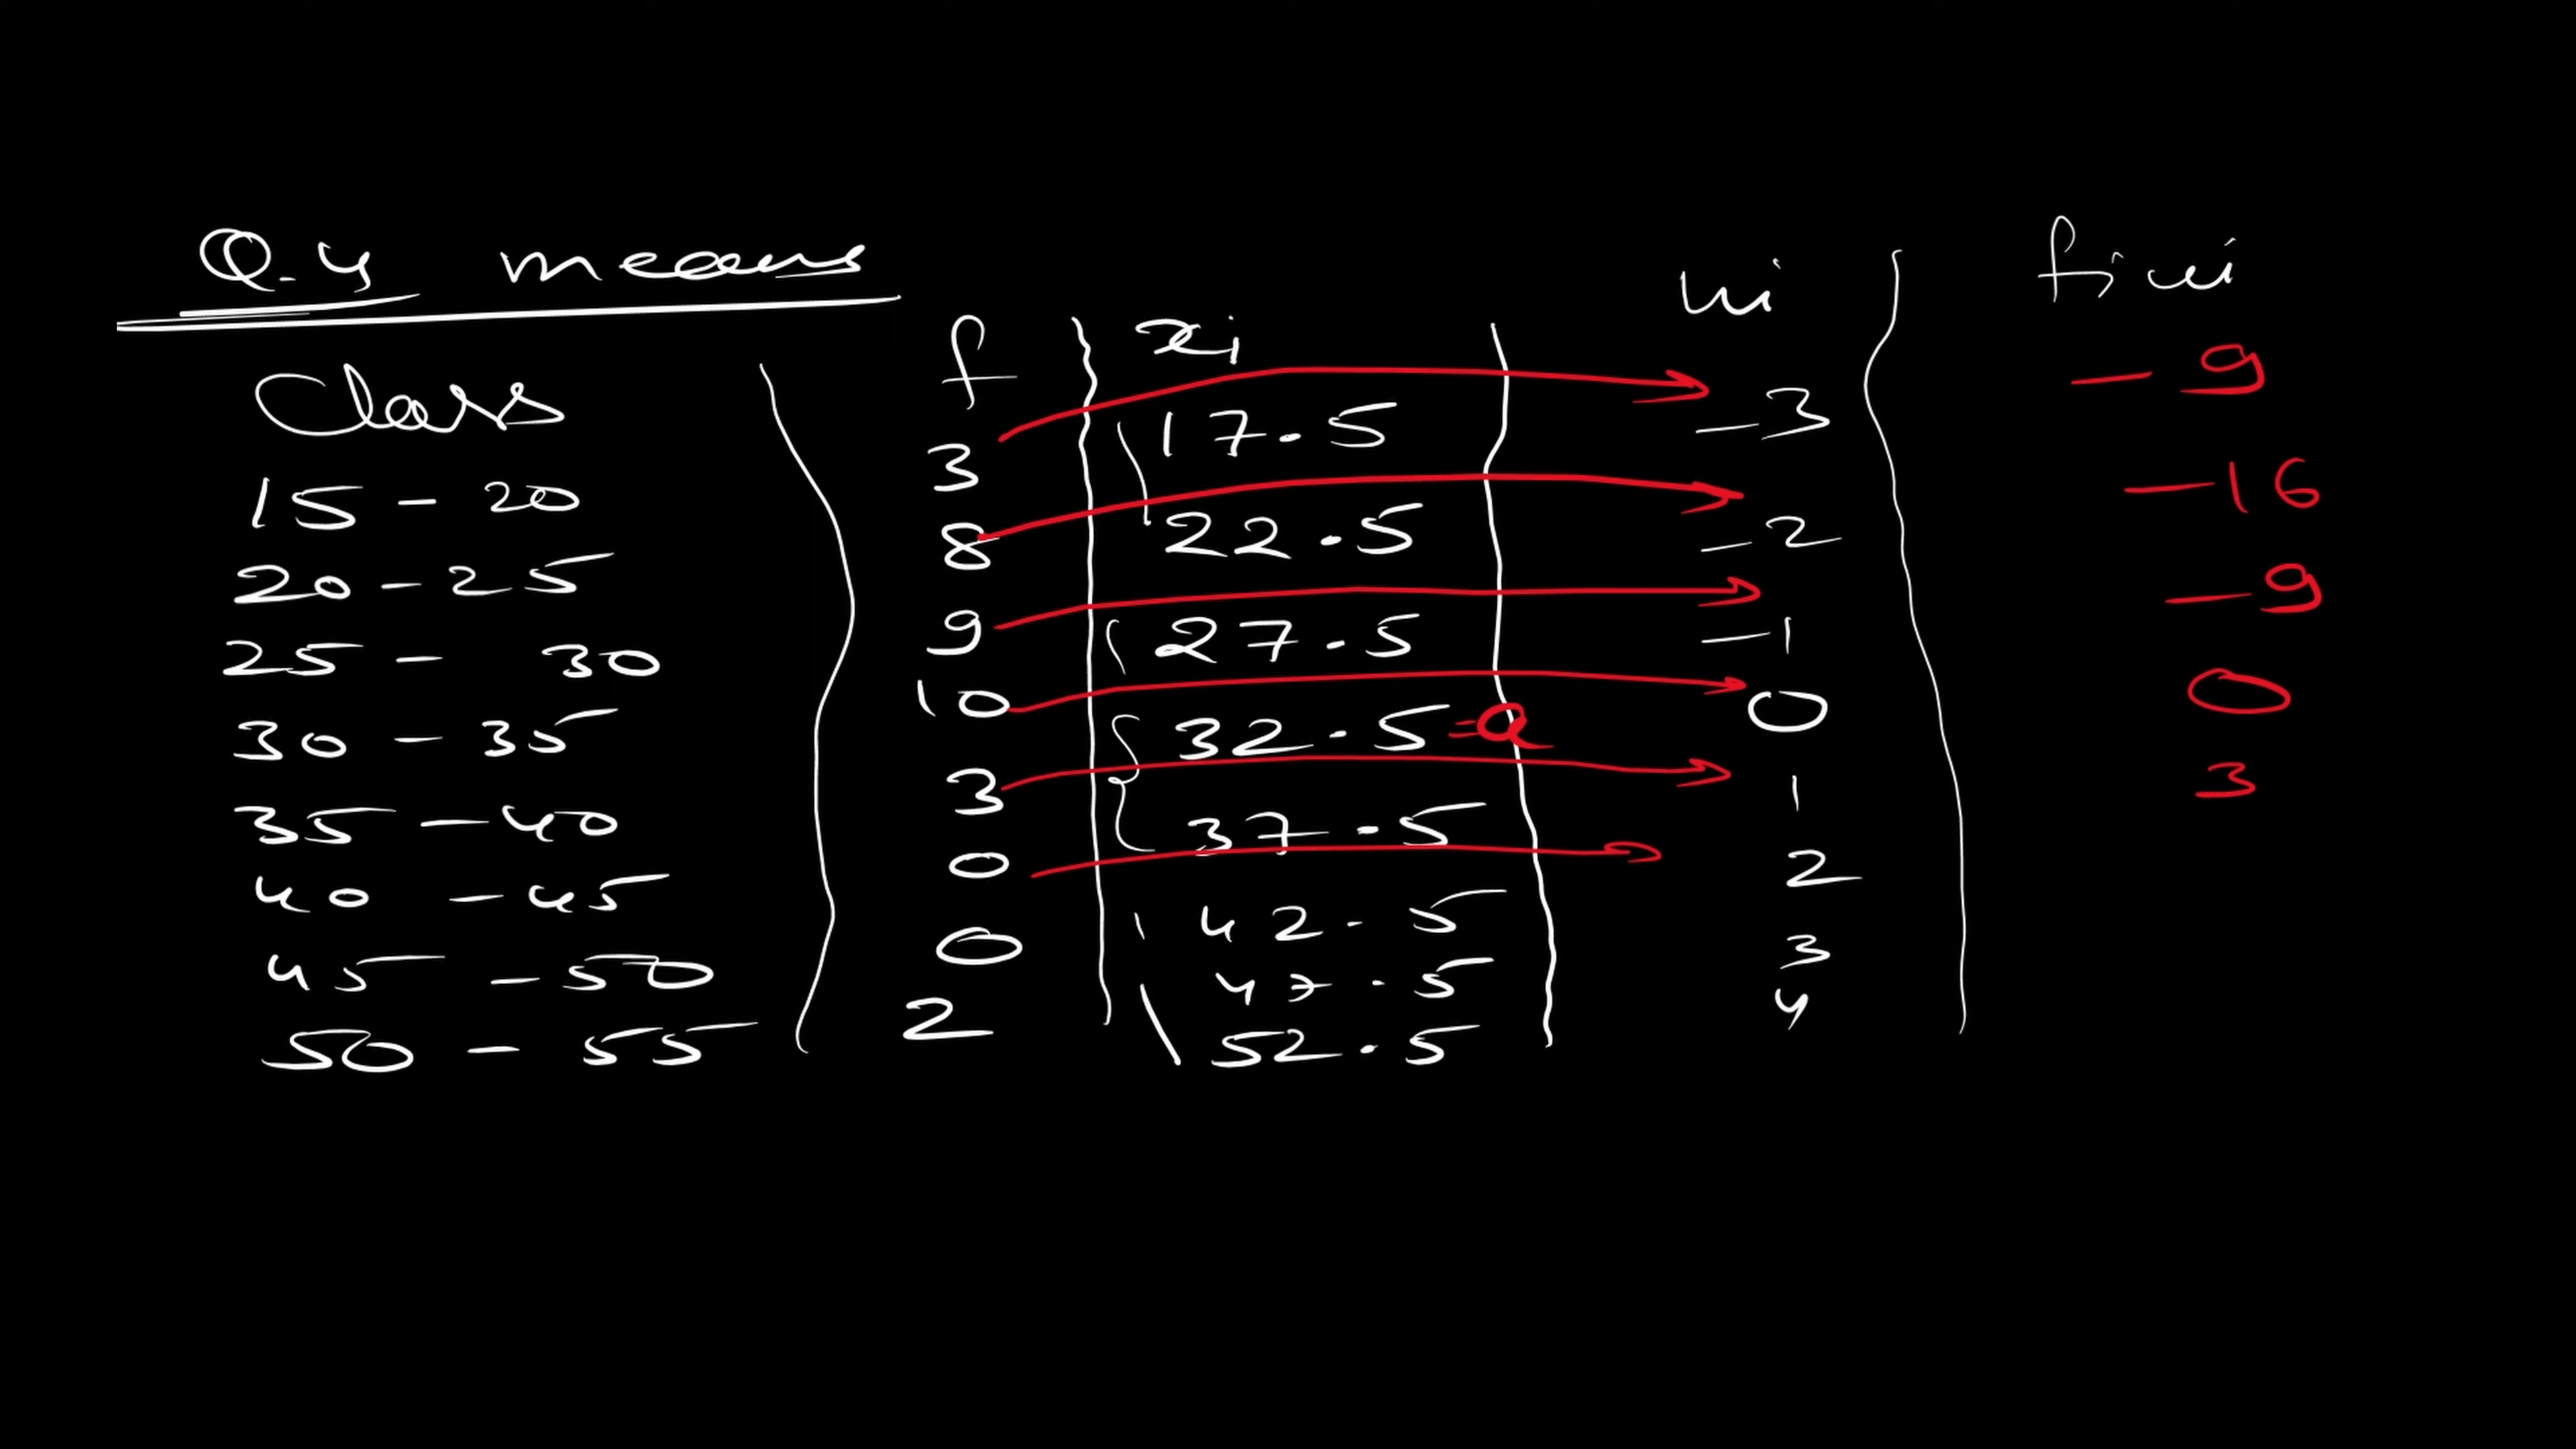 Q.4 means
Class f xi ui fiui
15 - 20 3 17.5 -3 -9
20 - 25 8 22.5 -2 -16
25 - 30 9 27.5 -1 -9
30 - 35 10 32.5 = a 0 0
35 - 40 3 37.5 1 3
40 - 45 0 42.5 2
45 - 50 0 47.5 3
50 - 55 2 52.5 4